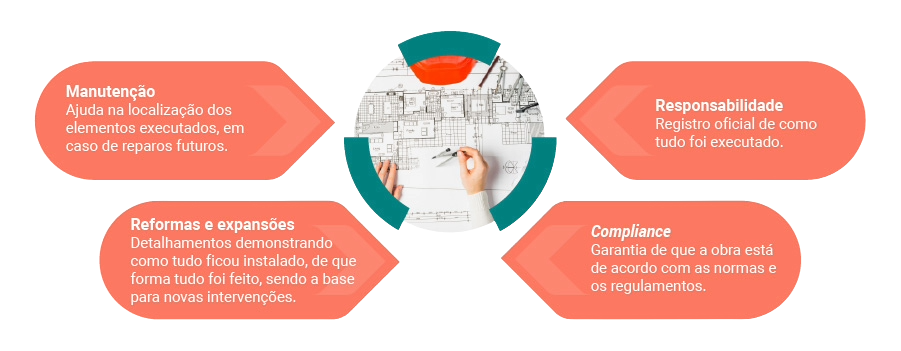 Manutenção
Ajuda na localização dos
elementos executados, em
caso de reparos futuros.
Responsabilidade
Registro oficial de como
tudo foi executado.
Reformas e expansões
Detalhamentos demonstrando
como tudo ficou instalado, de que
forma tudo foi feito, sendo a base
para novas intervenções.
Compliance
Garantia de que a obra está
de acordo com as normas e
os regulamentos.